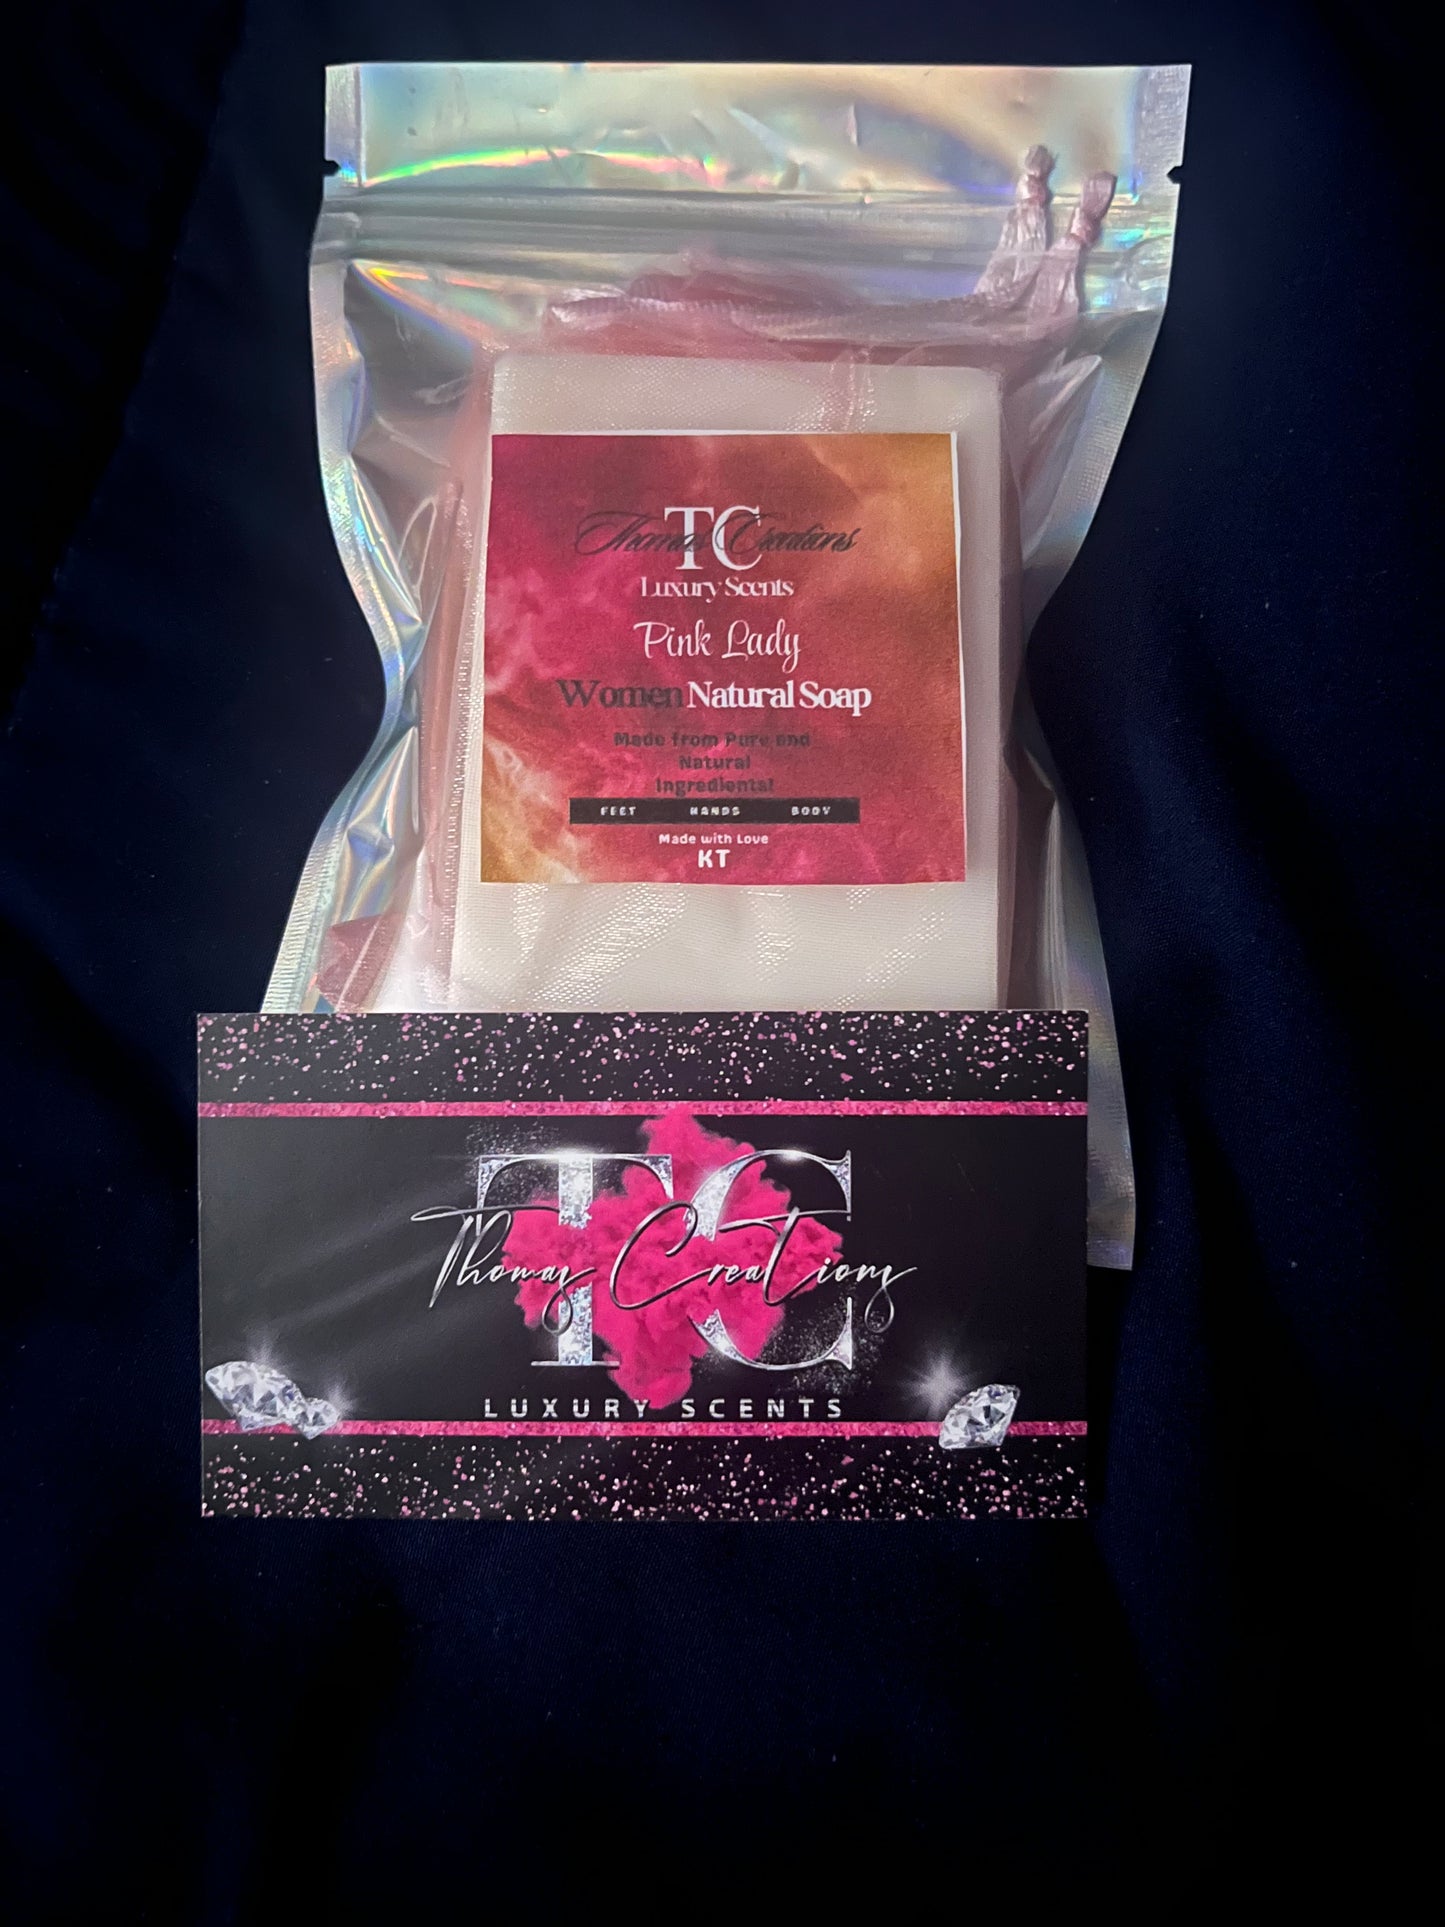 TC
Thomas Creations
Luxury Scents
Pink Lady
Women Natural Soap
Made from Pure and
Natural
Ingredients!
FEET HANDS BODY
Made with Love
KT
TC
Thomas Creations
LUXURY SCENTS